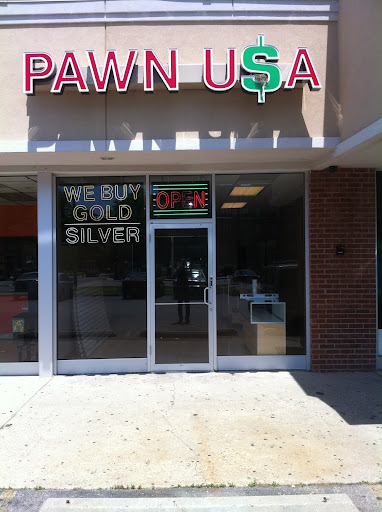 PAWN U$A
WE BUY
GOLD
SILVER
OPEN